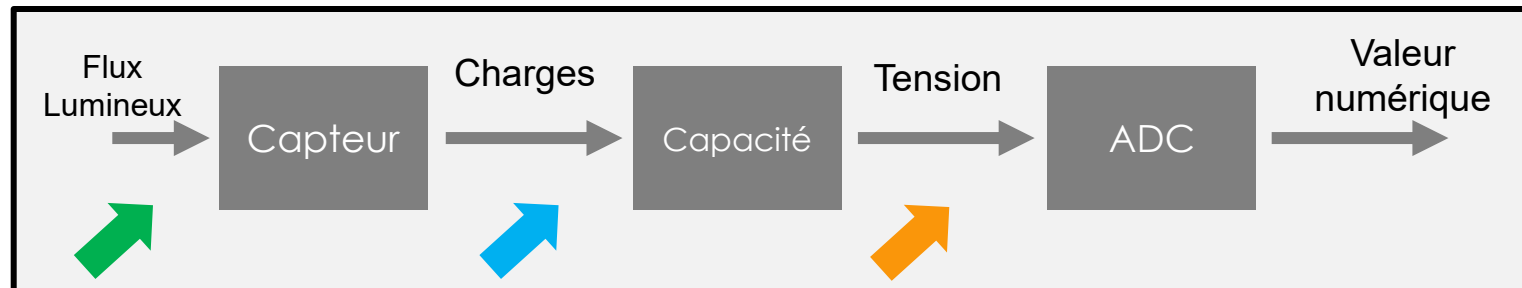 Flux
Lumineux
Capteur
Charges
Capacité
Tension
ADC
Valeur
numérique